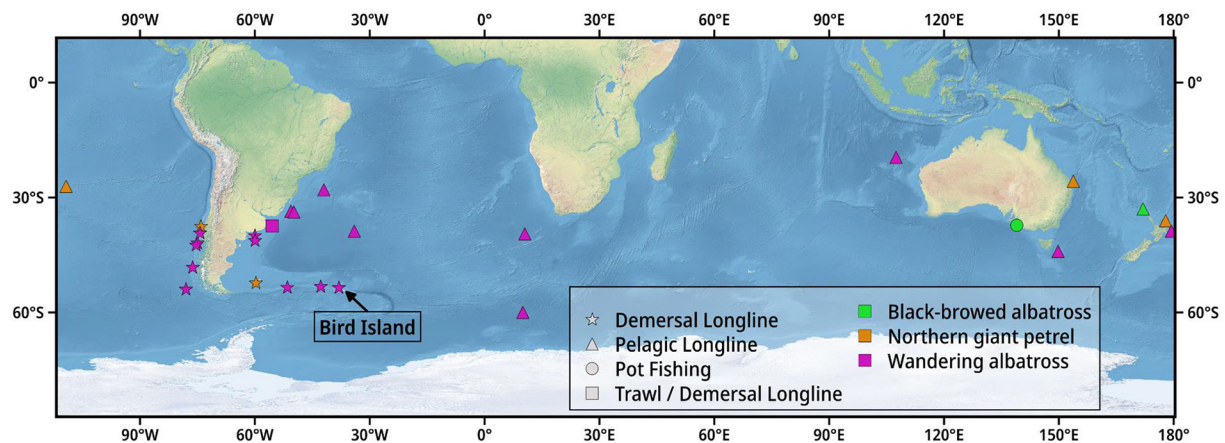 90°W 60°W 30°W 0° 30°E 60°E 90°E 120°E 150°E 180°
0° 0°
30°S 30°S
60°S 60°S
Bird Island
Demersal Longline
Pelagic Longline
Pot Fishing
Trawl / Demersal Longline
Black-browed albatross
Northern giant petrel
Wandering albatross
90°W 60°W 30°W 0° 30°E 60°E 90°E 120°E 150°E 180°